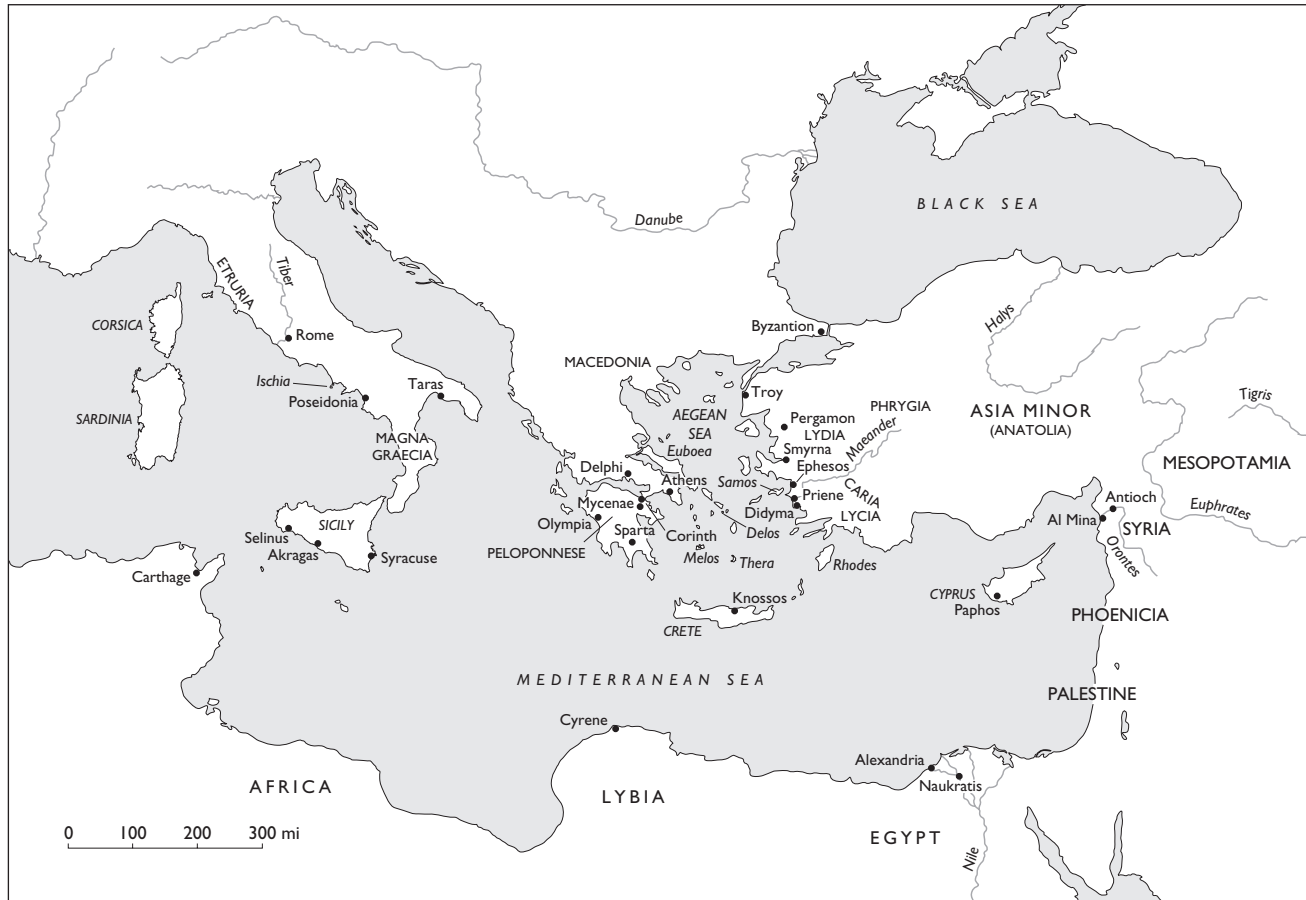 BLACK SEA
Danube
ETRURIA
Tiber
Halys
CORSICA
Rome
Byzantion
MACEDONIA
Ischia
Poseidonia
Taras
Troy
Tigris
SARDINIA
AEGEAN
SEA
PHRYGIA
ASIA MINOR
(ANATOLIA)
Pergamon
LYDIA
Maeander
MAGNA
GRAECIA
Euboea
Smyrna
Ephesos
MESOPOTAMIA
Delphi
Athens
Samos
Priene
CARIA
Antioch
Mycenae
Didyma
LYCIA
Euphrates
SICILY
Olympia
Al Mina
SYRIA
Selinus
Sparta
Corinth
Delos
Orontes
Akragas
PELOPONNESE
Melos
Thera
Rhodes
Syracuse
Carthage
Knossos
CYPRUS
Paphos
PHOENICIA
CRETE
MEDITERRANEAN SEA
PALESTINE
Cyrene
Alexandria
Naukratis
AFRICA
LYBIA
EGYPT
Nile
0 100 200 300 mi